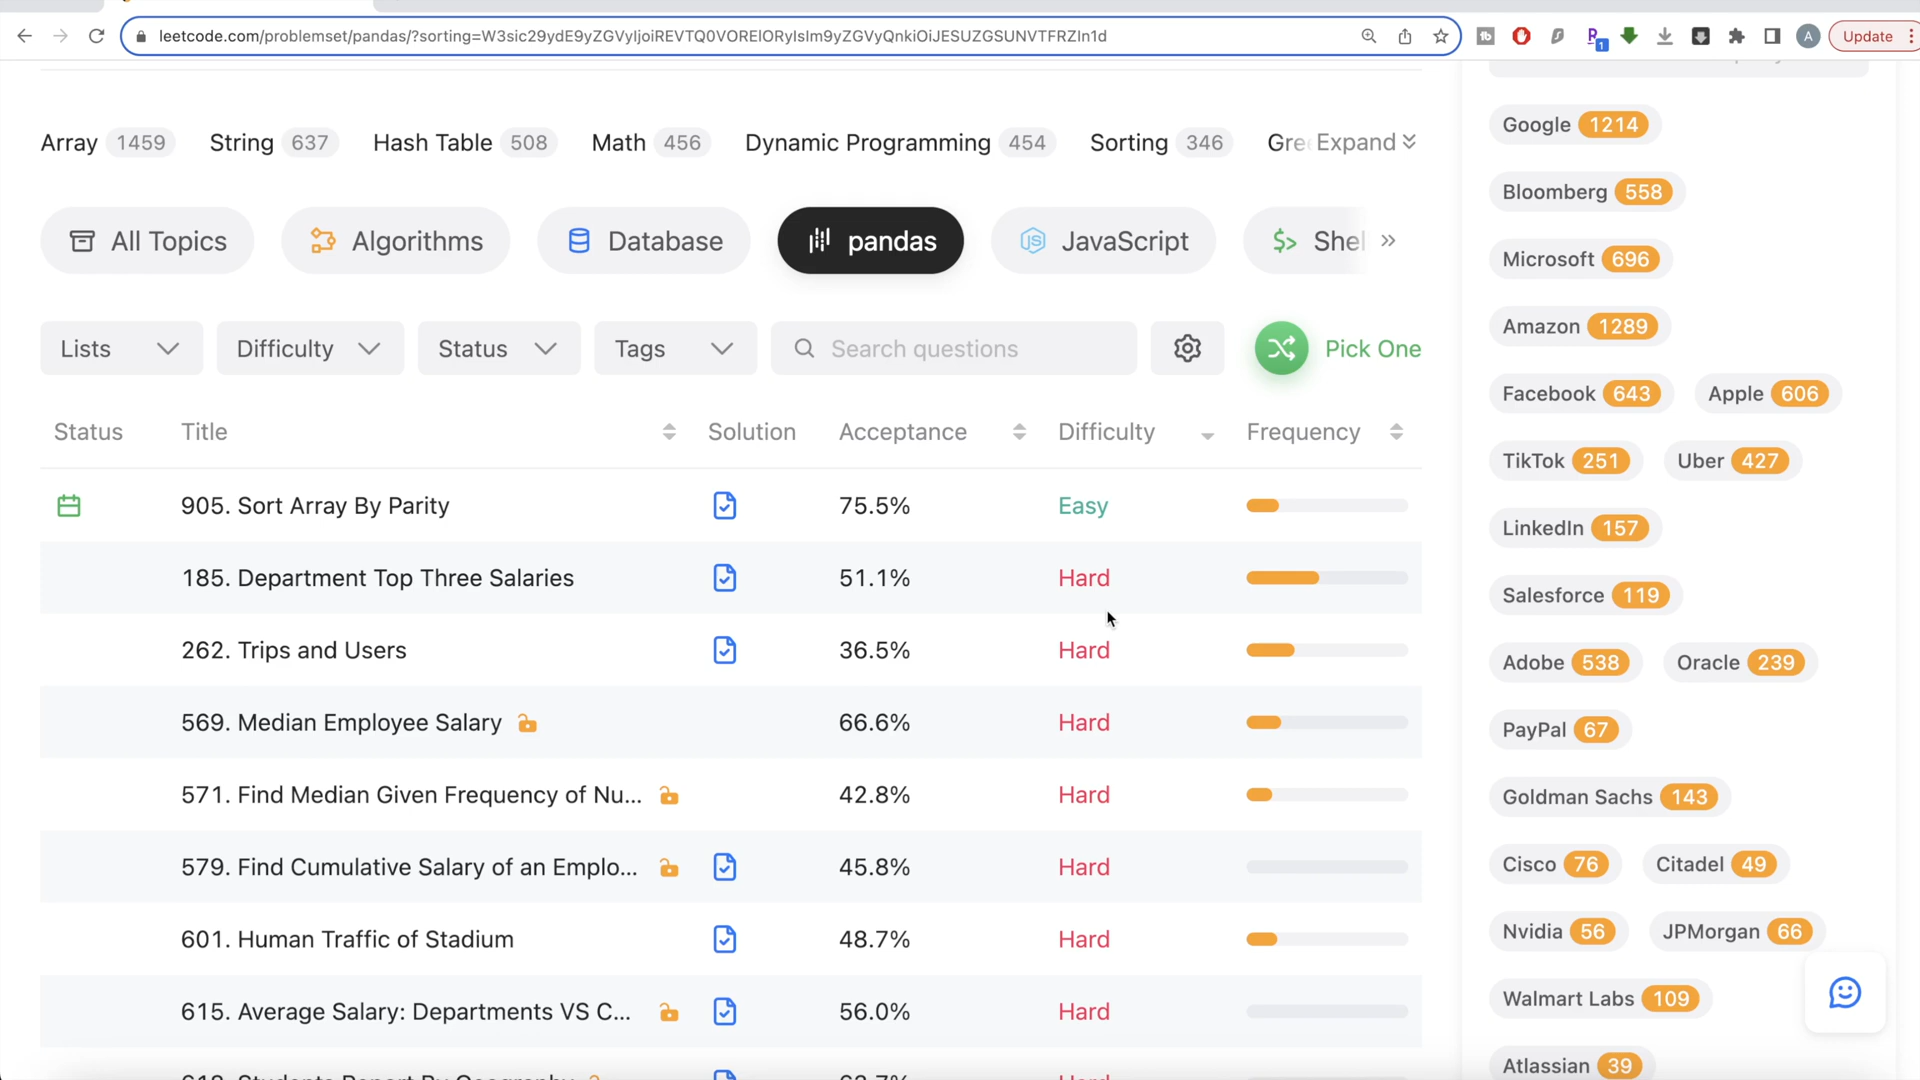 leetcode.com/problemset/pandas/?sorting=W3sic29ydE9yZGVyIjoiREVTQ0VORElORyIsIm9yZGVyQnkiOiJESUZGSUNVTFRZIn1d
1
A
Update
Array 1459 String 637 Hash Table 508 Math 456 Dynamic Programming 454 Sorting 346 Gre Expand
All Topics Algorithms Database pandas JS JavaScript $> Shel
Lists Difficulty Status Tags Search questions Pick One
Status Title Solution Acceptance Difficulty Frequency
905. Sort Array By Parity 75.5% Easy
185. Department Top Three Salaries 51.1% Hard
262. Trips and Users 36.5% Hard
569. Median Employee Salary 66.6% Hard
571. Find Median Given Frequency of Nu... 42.8% Hard
579. Find Cumulative Salary of an Emplo... 45.8% Hard
601. Human Traffic of Stadium 48.7% Hard
615. Average Salary: Departments VS C... 56.0% Hard
Google 1214
Bloomberg 558
Microsoft 696
Amazon 1289
Facebook 643 Apple 606
TikTok 251 Uber 427
LinkedIn 157
Salesforce 119
Adobe 538 Oracle 239
PayPal 67
Goldman Sachs 143
Cisco 76 Citadel 49
Nvidia 56 JPMorgan 66
Walmart Labs 109
Atlassian 39